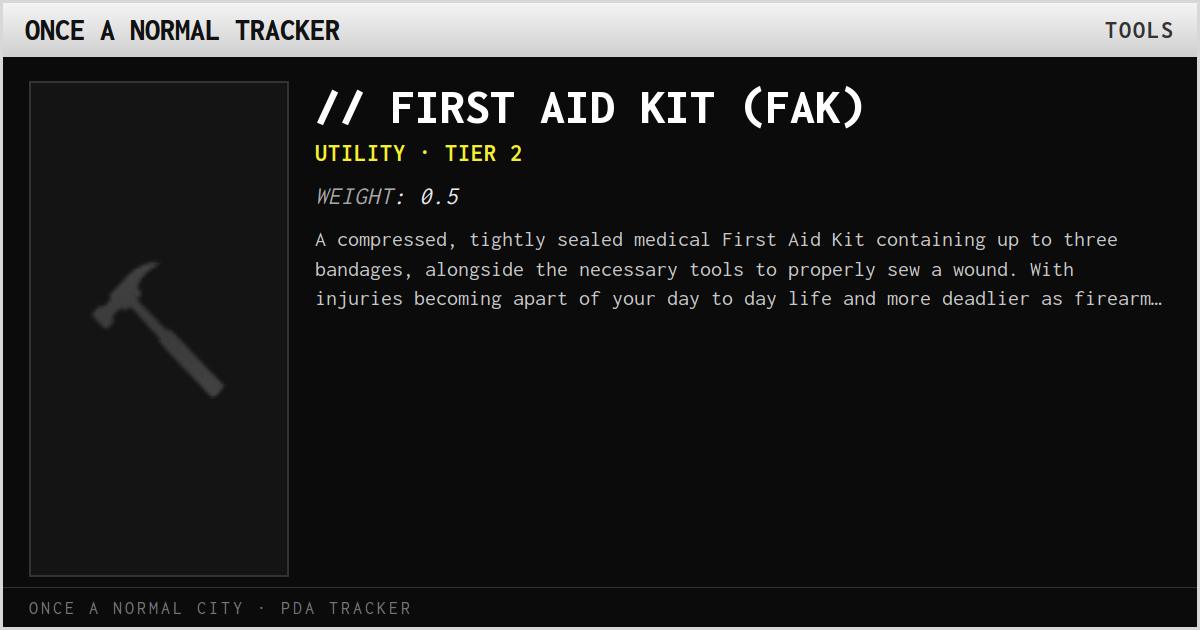 ONCE A NORMAL TRACKER
TOOLS
// FIRST AID KIT (FAK)
UTILITY · TIER 2
WEIGHT: 0.5
A compressed, tightly sealed medical First Aid Kit containing up to three
bandages, alongside the necessary tools to properly sew a wound. With
injuries becoming apart of your day to day life and more deadlier as firearm…
ONCE A NORMAL CITY · PDA TRACKER